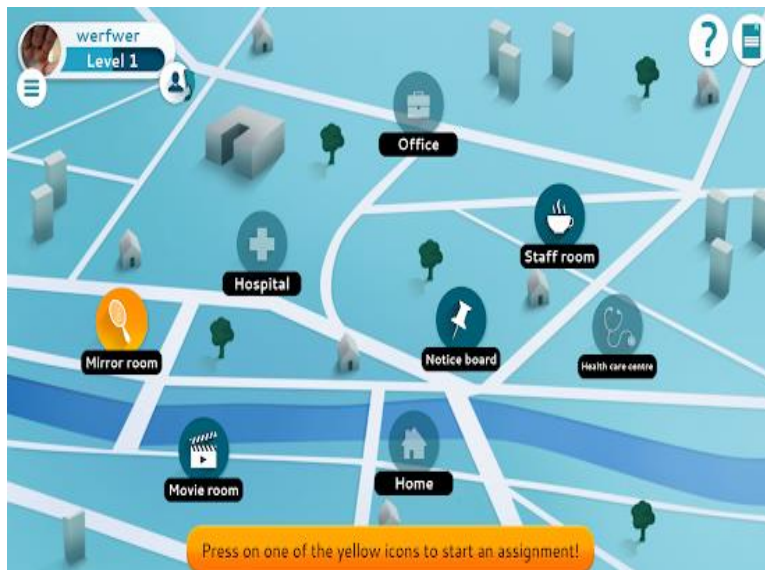 werfwer
Level 1
?
Office
Staff room
Hospital
Mirror room
Notice board
Health care centre
Movie room
Home
Press on one of the yellow icons to start an assignment!